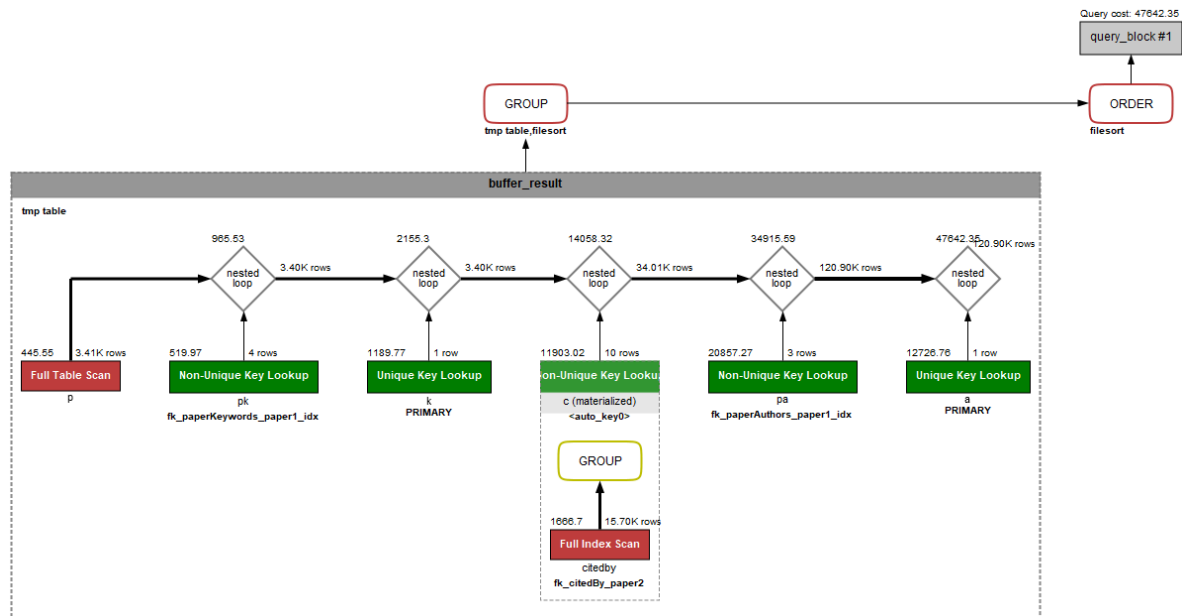 Query cost: 47642.35
query_block #1
GROUP
ORDER
tmp table,filesort
filesort
buffer_result
tmp table
965.53
2155.3
14058.32
34915.59
47642.35
120.90K rows
nested
loop
3.40K rows
nested
loop
3.40K rows
nested
loop
34.01K rows
nested
loop
120.90K rows
nested
loop
445.55
3.41K rows
519.97
4 rows
1189.77
1 row
11903.02
10 rows
20857.27
3 rows
12726.76
1 row
Full Table Scan
Non-Unique Key Lookup
Unique Key Lookup
on-Unique Key Looku
Non-Unique Key Lookup
Unique Key Lookup
p
pk
k
c (materialized)
pa
a
fk_paperKeywords_paper1_idx
PRIMARY
<auto_key0>
fk_paperAuthors_paper1_idx
PRIMARY
GROUP
1666.7
15.70K rows
Full Index Scan
citedby
fk_citedBy_paper2